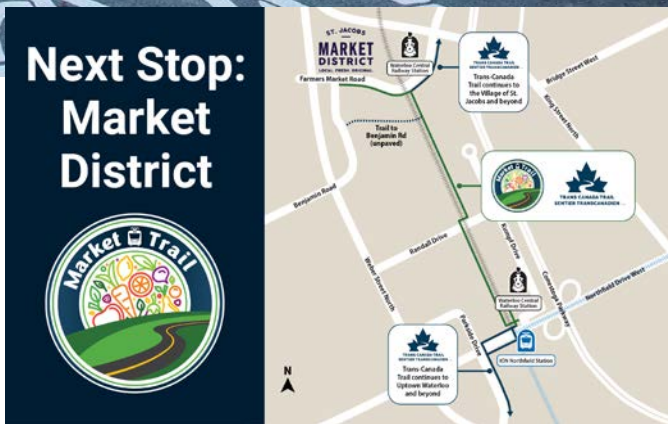 Next Stop:
Market
District
Market Trail
ST. JACOBS
MARKET
DISTRICT
LOCAL. FRESH. ORIGINAL.
Farmers Market Road
Waterloo Central
Railway Station
TRANS CANADA TRAIL
SENTIER TRANSCANADIEN
Trans-Canada
Trail continues to
the Village of St.
Jacobs and beyond
Bridge Street West
King Street North
Trail to
Benjamin Rd
(unpaved)
Market Trail
TRANS CANADA TRAIL
SENTIER TRANSCANADIEN
Benjamin Road
Randall Drive
Kumpf Drive
Conestoga Parkway
Weber Street North
Waterloo Central
Railway Station
Northfield Drive West
Parkside Drive
ION Northfield Station
TRANS CANADA TRAIL
SENTIER TRANSCANADIEN
Trans-Canada
Trail continues to
Uptown Waterloo
and beyond
N